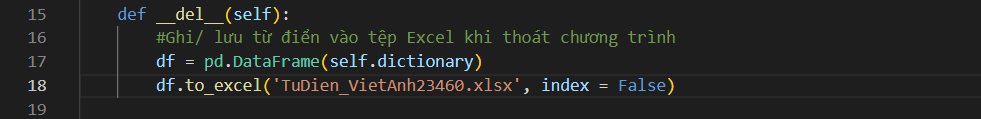 15 def __del__(self):
16 #Ghi/ lưu từ điển vào tệp Excel khi thoát chương trình
17 df = pd.DataFrame(self.dictionary)
18 df.to_excel('TuDien_VietAnh23460.xlsx', index = False)
19